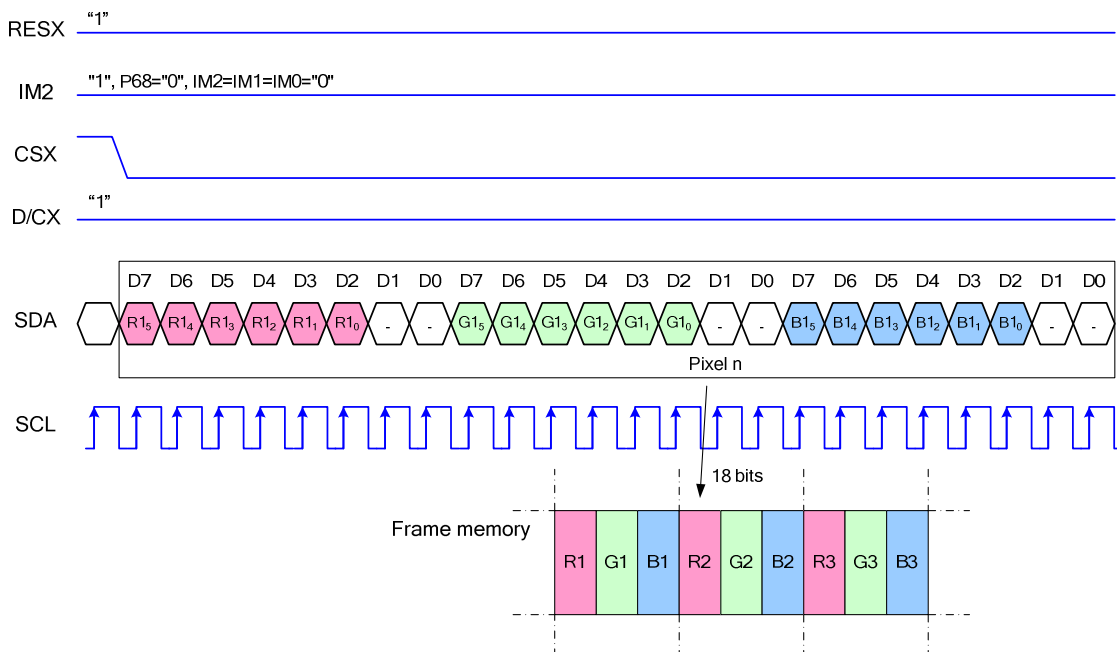 RESX “1”
IM2 "1", P68="0", IM2=IM1=IM0="0"
CSX
D/CX “1”
D7 D6 D5 D4 D3 D2 D1 D0 D7 D6 D5 D4 D3 D2 D1 D0 D7 D6 D5 D4 D3 D2 D1 D0
SDA R1₅ R1₄ R1₃ R1₂ R1₁ R1₀ - - G1₅ G1₄ G1₃ G1₂ G1₁ G1₀ - - B1₅ B1₄ B1₃ B1₂ B1₁ B1₀ - -
Pixel n
SCL
18 bits
Frame memory
R1 G1 B1 R2 G2 B2 R3 G3 B3